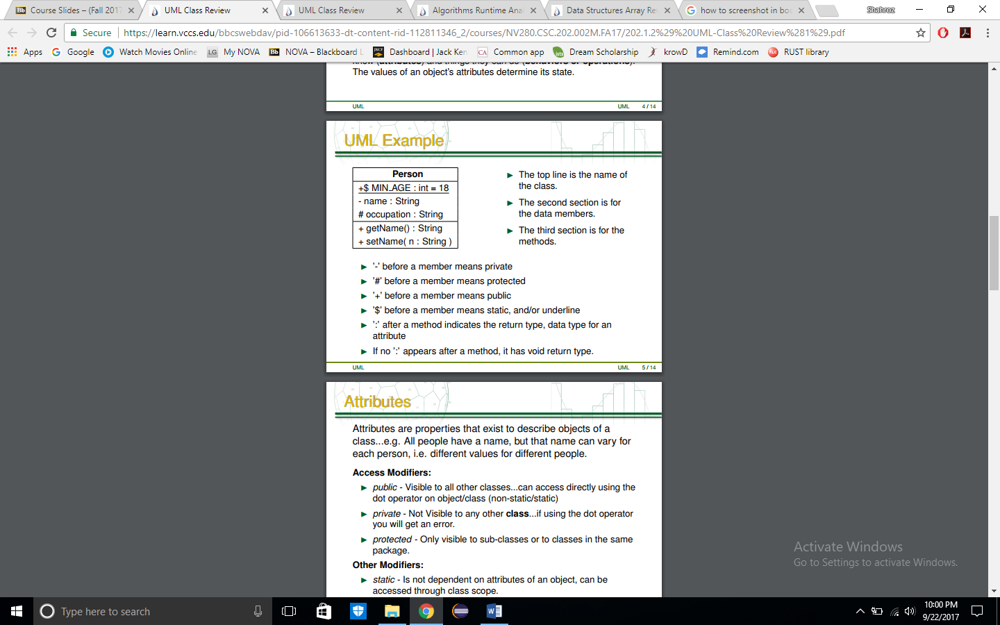 Course Slides – (Fall 2017
UML Class Review
UML Class Review
Algorithms Runtime Ana
Data Structures Array Re
how to screenshot in boo
Shahroz
Secure
https://learn.vccs.edu/bbcswebdav/pid-106613633-dt-content-rid-112811346_2/courses/NV280.CSC.202.002M.FA17/202.1.2%29%20UML-Class%20Review%281%29.pdf
Apps
Google
Watch Movies Online
LG My NOVA
Bb NOVA – Blackboard L
Dashboard | Jack Ken
CA Common app
Dream Scholarship
krowD
Remind.com
RUST library
know (attributes) and things they can do (behaviors or operations).
The values of an object's attributes determine its state.
UML
UML 4 / 14
UML Example
Person
+$ MIN_AGE : int = 18
- name : String
# occupation : String
+ getName() : String
+ setName( n : String )
The top line is the name of
the class.
The second section is for
the data members.
The third section is for the
methods.
'-' before a member means private
'#' before a member means protected
'+' before a member means public
'$' before a member means static, and/or underline
':' after a method indicates the return type, data type for an
attribute
If no ':' appears after a method, it has void return type.
UML
UML 5 / 14
Attributes
Attributes are properties that exist to describe objects of a
class...e.g. All people have a name, but that name can vary for
each person, i.e. different values for different people.
Access Modifiers:
public - Visible to all other classes...can access directly using the
dot operator on object/class (non-static/static)
private - Not Visible to any other class...if using the dot operator
you will get an error.
protected - Only visible to sub-classes or to classes in the same
package.
Other Modifiers:
static - Is not dependent on attributes of an object, can be
accessed through class scope.
Activate Windows
Go to Settings to activate Windows.
Type here to search
10:00 PM
9/22/2017